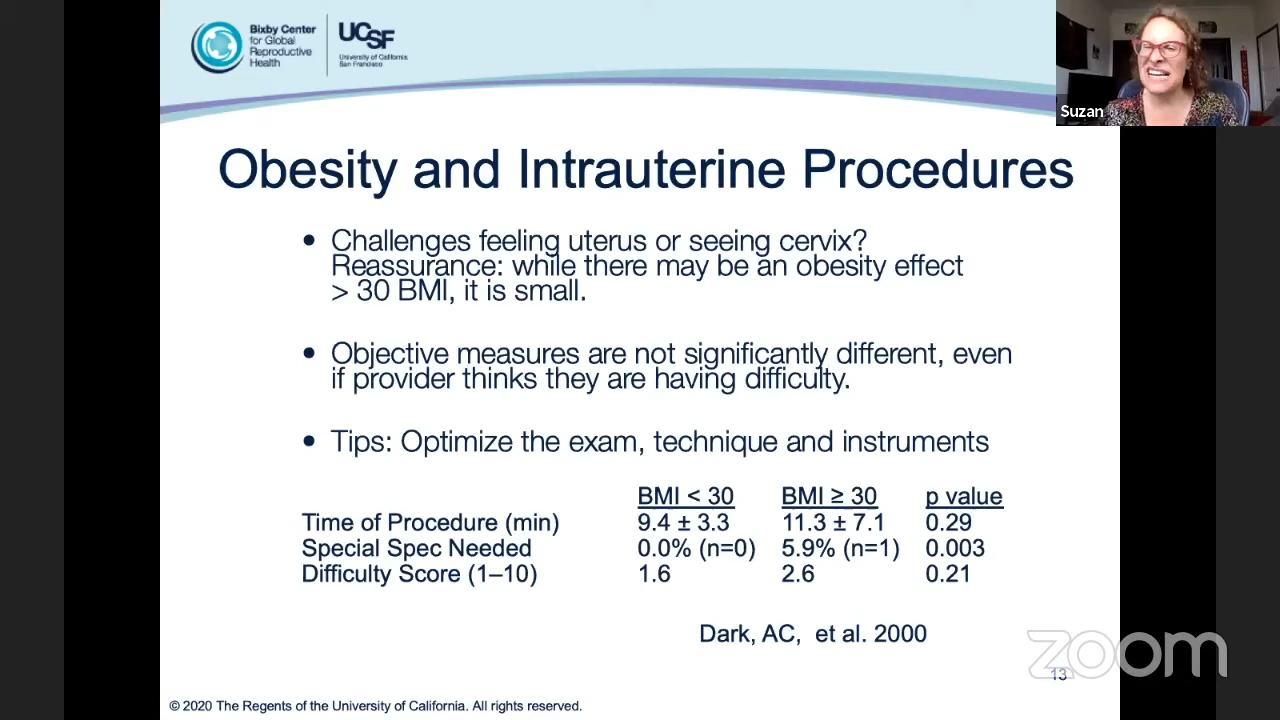 Bixby Center
for Global
Reproductive
Health
UCSF
University of California
San Francisco
Suzan
Obesity and Intrauterine Procedures
• Challenges feeling uterus or seeing cervix?
Reassurance: while there may be an obesity effect
> 30 BMI, it is small.
• Objective measures are not significantly different, even
if provider thinks they are having difficulty.
• Tips: Optimize the exam, technique and instruments
BMI < 30 BMI ≥ 30 p value
Time of Procedure (min) 9.4 ± 3.3 11.3 ± 7.1 0.29
Special Spec Needed 0.0% (n=0) 5.9% (n=1) 0.003
Difficulty Score (1–10) 1.6 2.6 0.21
Dark, AC, et al. 2000
zoom
13
© 2020 The Regents of the University of California. All rights reserved.